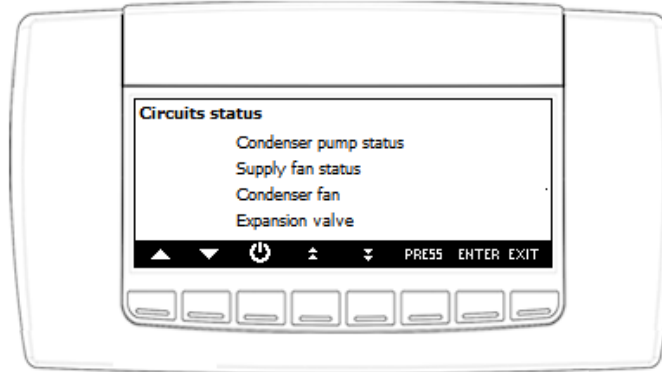 Circuits status
Condenser pump status
Supply fan status
Condenser fan
Expansion valve
PRESS ENTER EXIT